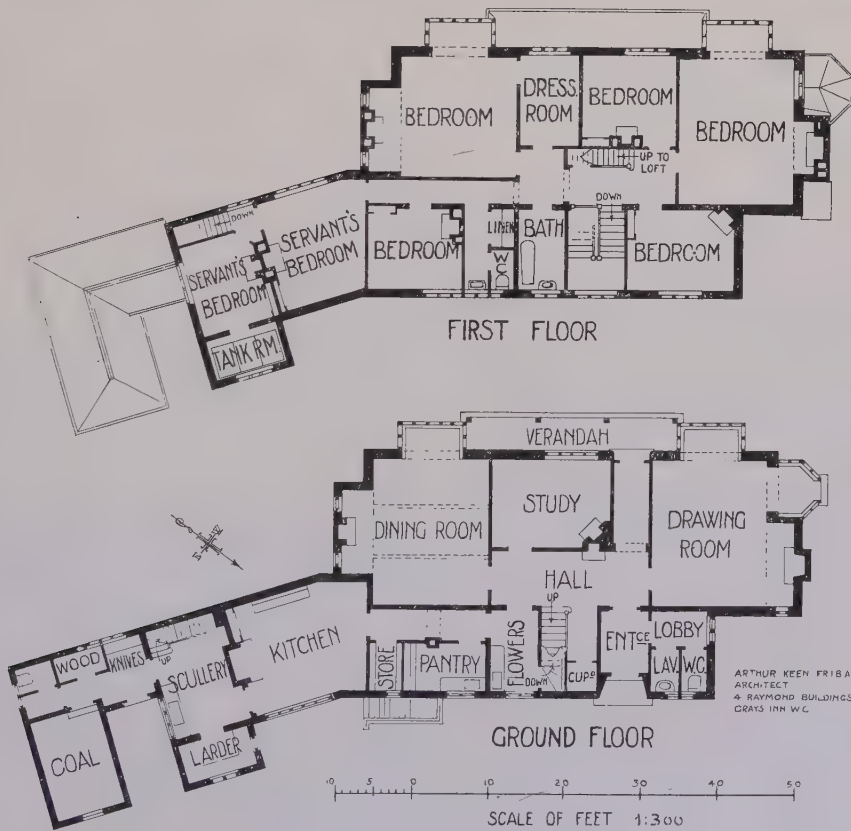 DRESS.
ROOM
BEDROOM
BEDROOM
BEDROOM
UP TO
LOFT
DOWN
DOWN
SERVANT'S
BEDROOM
SERVANT'S
BEDROOM
BEDROOM
LINEN
W
C
BATH
BEDROOM
TANK RM.
FIRST FLOOR
VERANDAH
DINING ROOM
STUDY
DRAWING
ROOM
HALL
UP
KITCHEN
WOOD
KNIVES
UP
SCULLERY
STORE
PANTRY
FLOWERS
DOWN
CUPD
ENTCE
LOBBY
LAV.
W.C.
COAL
LARDER
ARTHUR KEEN FRIBA
ARCHITECT
4 RAYMOND BUILDINGS
GRAYS INN WC
GROUND FLOOR
10 5 0 10 20 30 40 50
SCALE OF FEET 1:300